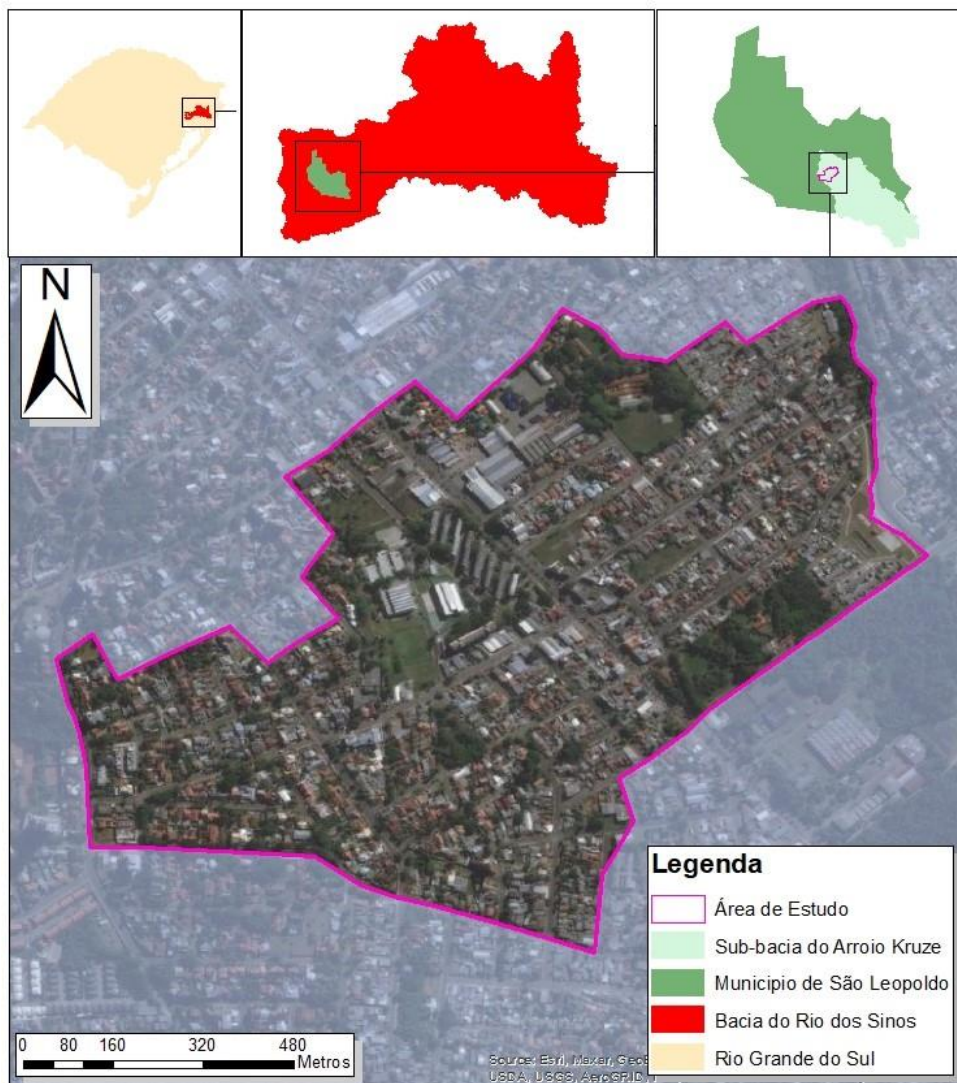 N
Legenda
Área de Estudo
Sub-bacia do Arroio Kruze
Municipio de São Leopoldo
Bacia do Rio dos Sinos
Rio Grande do Sul
0 80 160 320 480
Metros
Source: Esri, Maxar,
USDA, USGS, AeroGRID,